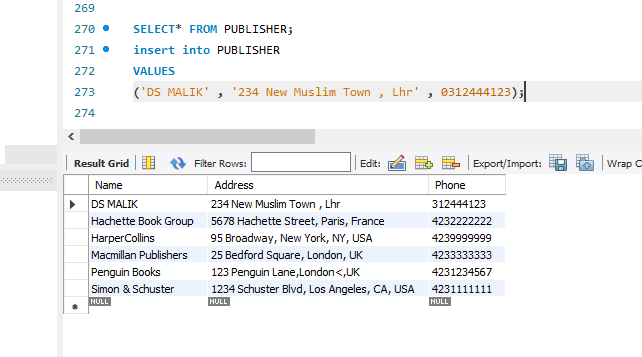 269
270 SELECT* FROM PUBLISHER;
271 insert into PUBLISHER
272 VALUES
273 ('DS MALIK' , '234 New Muslim Town , Lhr' , 0312444123);
274
Result Grid Filter Rows: Edit: Export/Import: Wrap C
Name Address Phone
DS MALIK 234 New Muslim Town , Lhr 312444123
Hachette Book Group 5678 Hachette Street, Paris, France 4232222222
HarperCollins 95 Broadway, New York, NY, USA 4239999999
Macmillan Publishers 25 Bedford Square, London, UK 4233333333
Penguin Books 123 Penguin Lane,London<,UK 4231234567
Simon & Schuster 1234 Schuster Blvd, Los Angeles, CA, USA 4231111111
NULL NULL NULL